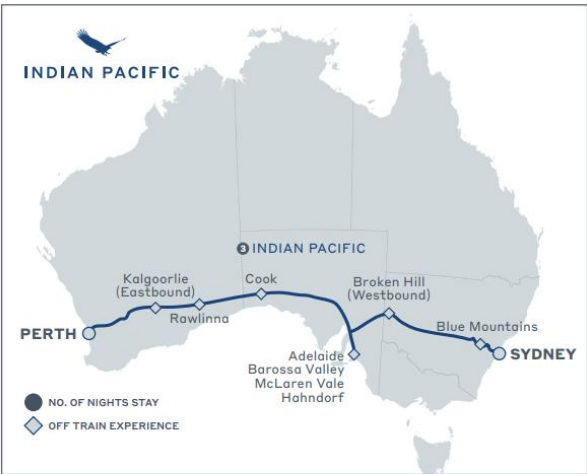 INDIAN PACIFIC
3 INDIAN PACIFIC
Kalgoorlie
(Eastbound)
Cook
Broken Hill
(Westbound)
Rawlinna
Blue Mountains
PERTH
SYDNEY
Adelaide
Barossa Valley
McLaren Vale
Hahndorf
NO. OF NIGHTS STAY
OFF TRAIN EXPERIENCE